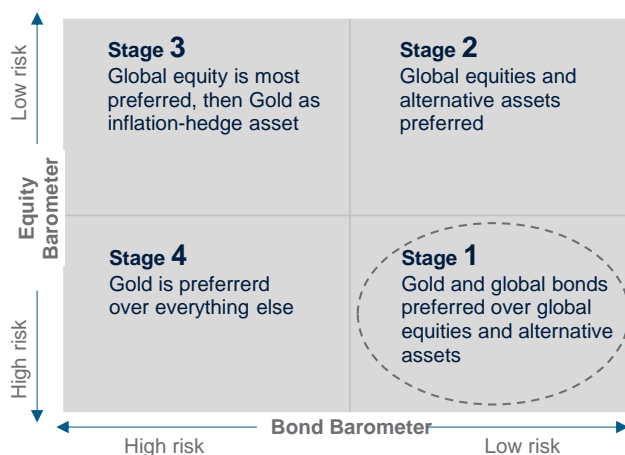 Low risk
Equity
Barometer
High risk
Stage 3
Global equity is most
preferred, then Gold as
inflation-hedge asset
Stage 2
Global equities and
alternative assets
preferred
Stage 4
Gold is preferrerd
over everything else
Stage 1
Gold and global bonds
preferred over global
equities and alternative
assets
Bond Barometer
High risk
Low risk